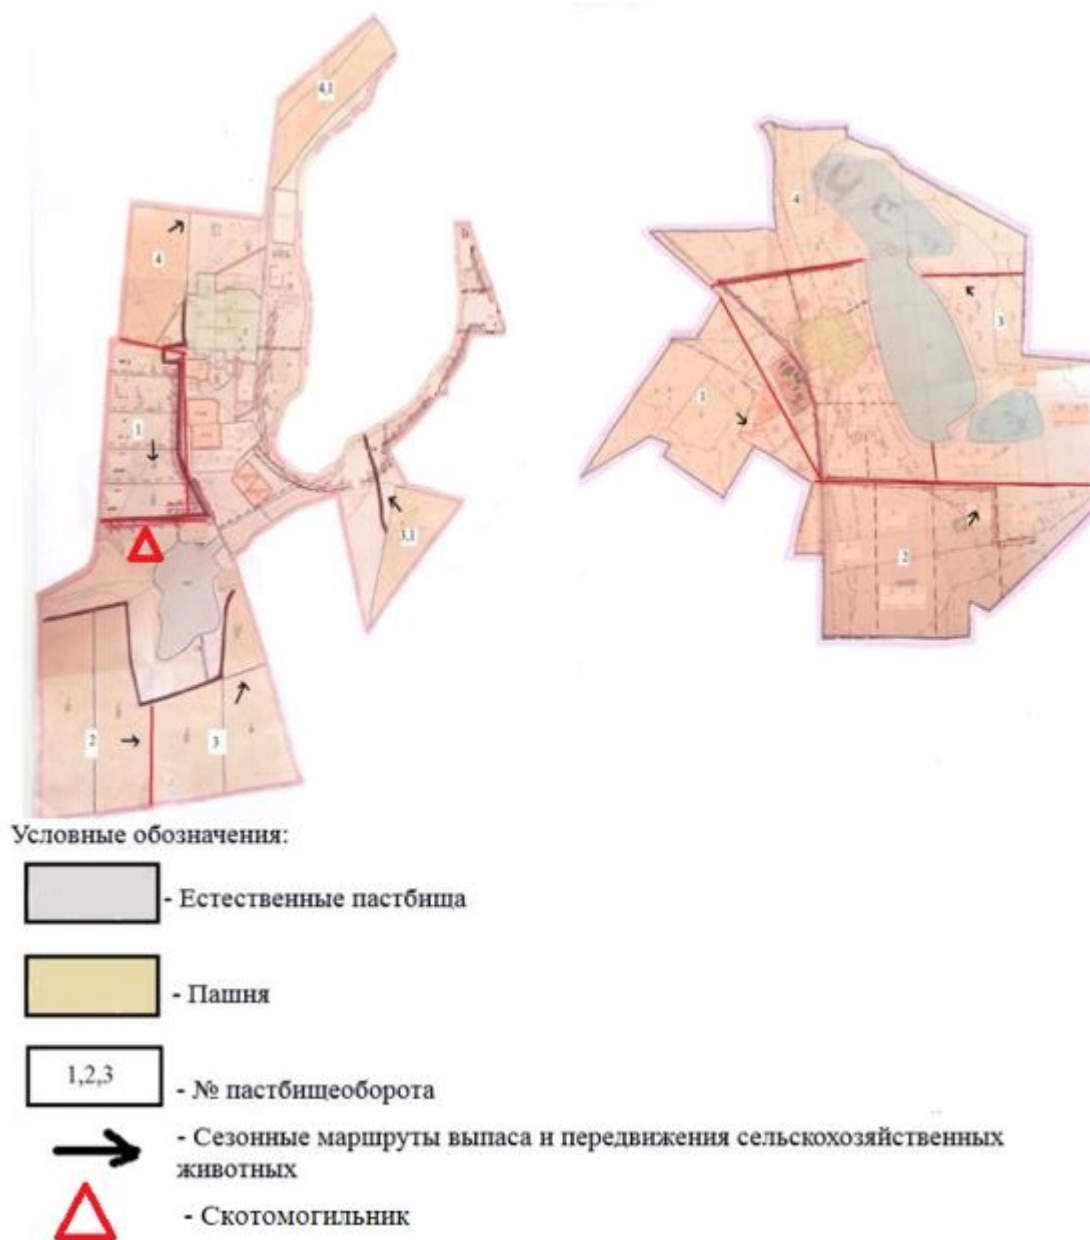 4,1
4
4
3
1
1
3,1
2
2
3
Условные обозначения:
- Естественные пастбища
- Пашня
1,2,3
- № пастбищеоборота
- Сезонные маршруты выпаса и передвижения сельскохозяйственных
животных
- Скотомогильник